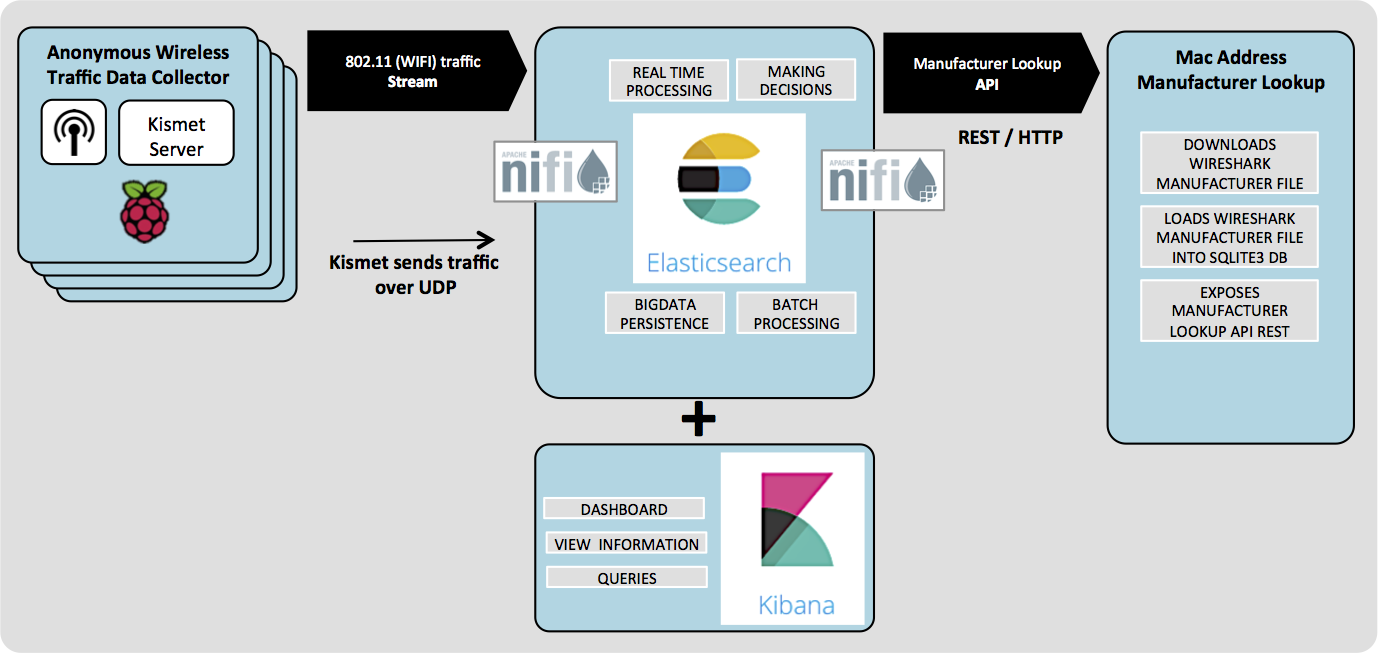 Anonymous Wireless
Traffic Data Collector
Kismet
Server
802.11 (WIFI) traffic
Stream
Kismet sends traffic
over UDP
REAL TIME
PROCESSING
MAKING
DECISIONS
APACHE
nifi
Elasticsearch
APACHE
nifi
BIGDATA
PERSISTENCE
BATCH
PROCESSING
Manufacturer Lookup
API
REST / HTTP
Mac Address
Manufacturer Lookup
DOWNLOADS
WIRESHARK
MANUFACTURER FILE
LOADS WIRESHARK
MANUFACTURER FILE
INTO SQLITE3 DB
EXPOSES
MANUFACTURER
LOOKUP API REST
+
DASHBOARD
VIEW INFORMATION
QUERIES
Kibana